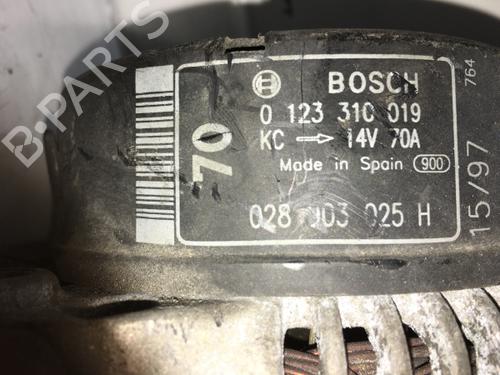 BOSCH
0 123 310 019
KC → 14V 70A
Made in Spain 900
028 903 025 H
70
764
15/97
B-PARTS